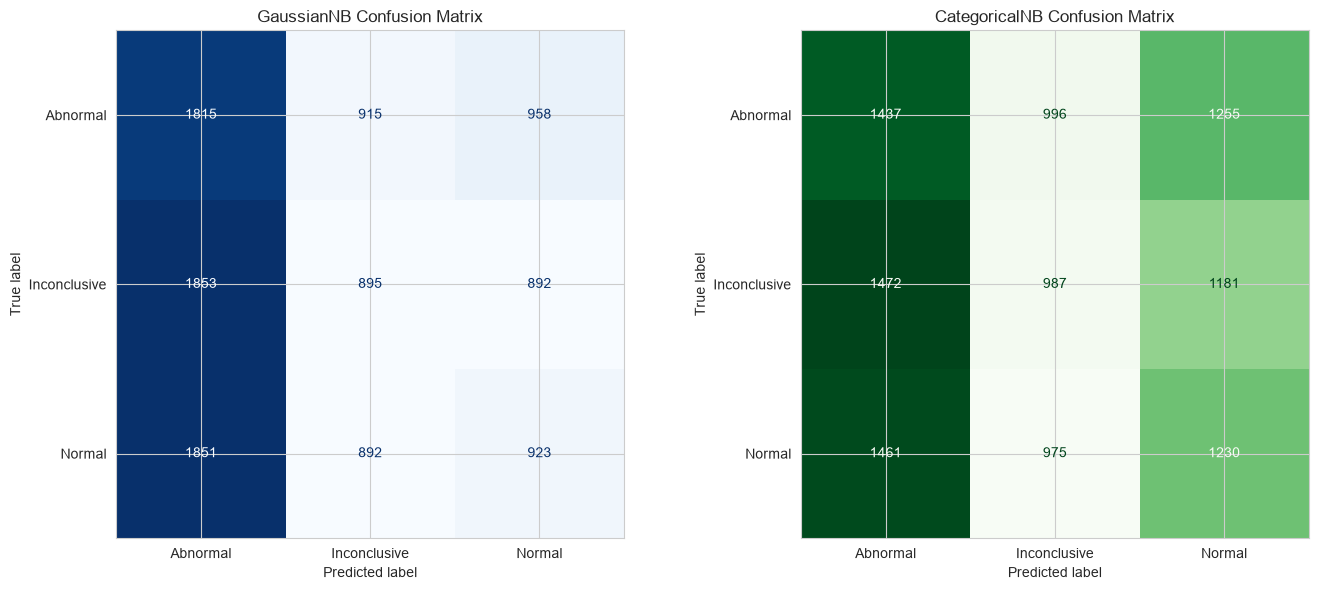 GaussianNB Confusion Matrix
Abnormal 1815 915 958
Inconclusive 1853 895 892
Normal 1851 892 923
Abnormal Inconclusive Normal
Predicted label
True label
CategoricalNB Confusion Matrix
Abnormal 1437 996 1255
Inconclusive 1472 987 1181
Normal 1461 975 1230
Abnormal Inconclusive Normal
Predicted label
True label